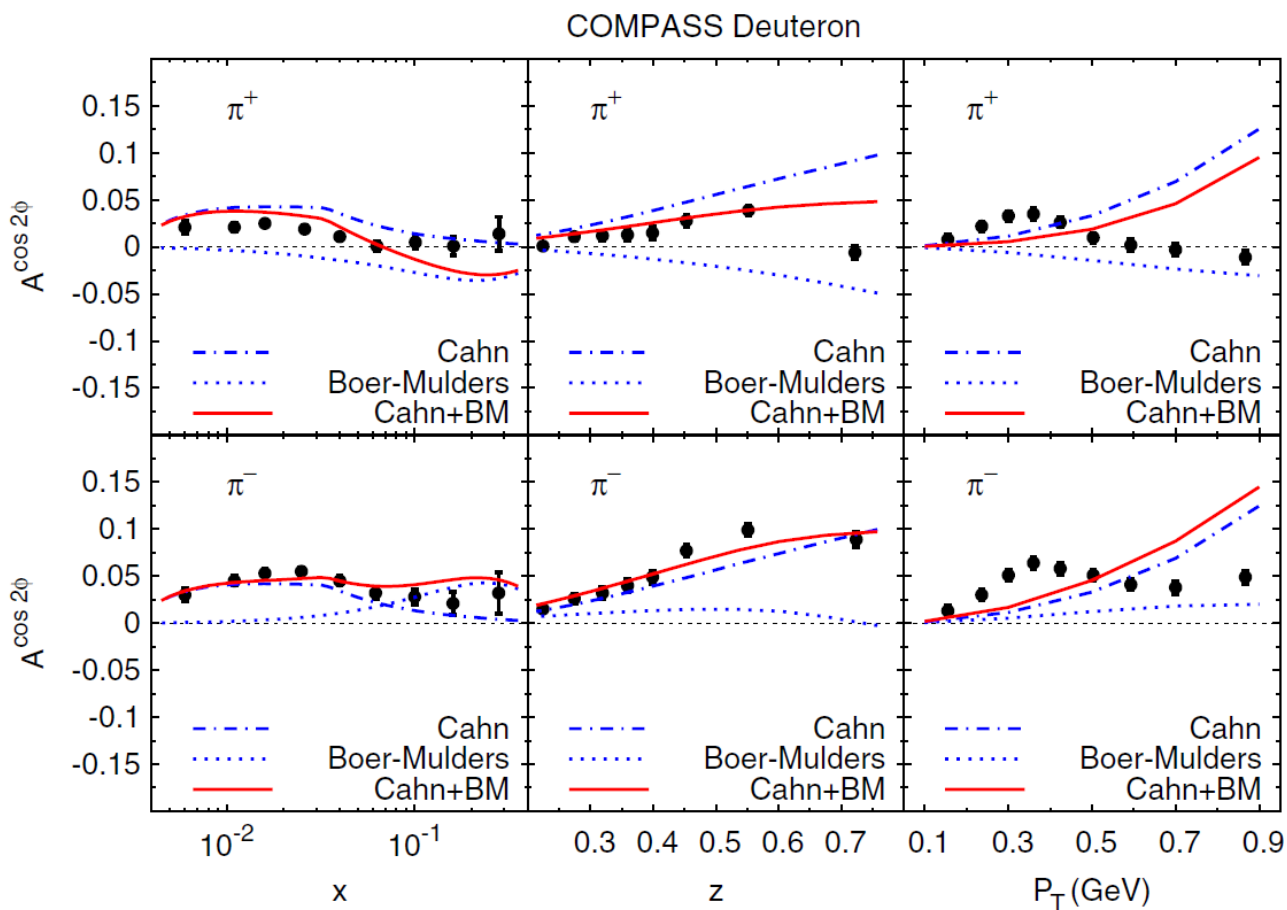 COMPASS Deuteron
A^cos 2ϕ
0.15
0.1
0.05
0
-0.05
-0.1
-0.15
π⁺
Cahn
Boer-Mulders
Cahn+BM
π⁺
Cahn
Boer-Mulders
Cahn+BM
π⁺
Cahn
Boer-Mulders
Cahn+BM
A^cos 2ϕ
0.15
0.1
0.05
0
-0.05
-0.1
-0.15
π⁻
Cahn
Boer-Mulders
Cahn+BM
π⁻
Cahn
Boer-Mulders
Cahn+BM
π⁻
Cahn
Boer-Mulders
Cahn+BM
10⁻² 10⁻¹
x
0.3 0.4 0.5 0.6 0.7
z
0.1 0.3 0.5 0.7 0.9
P_T (GeV)